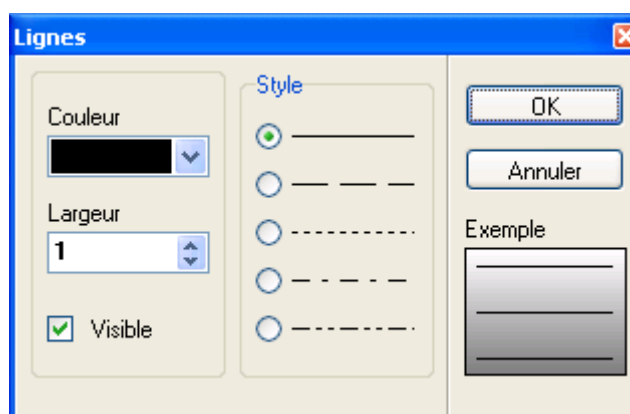 Lignes
Couleur
Largeur
1
Visible
Style
OK
Annuler
Exemple